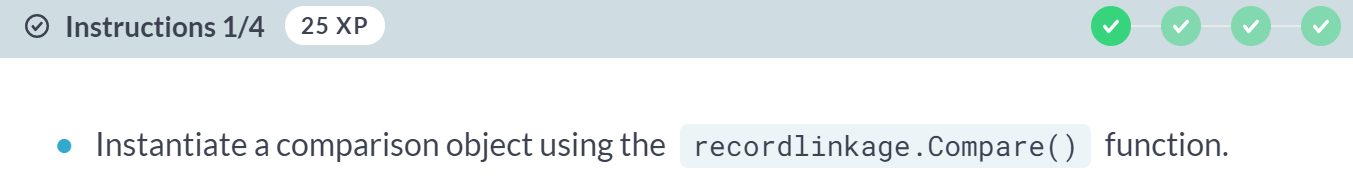 Instructions 1/4 25 XP
Instantiate a comparison object using the recordlinkage.Compare() function.